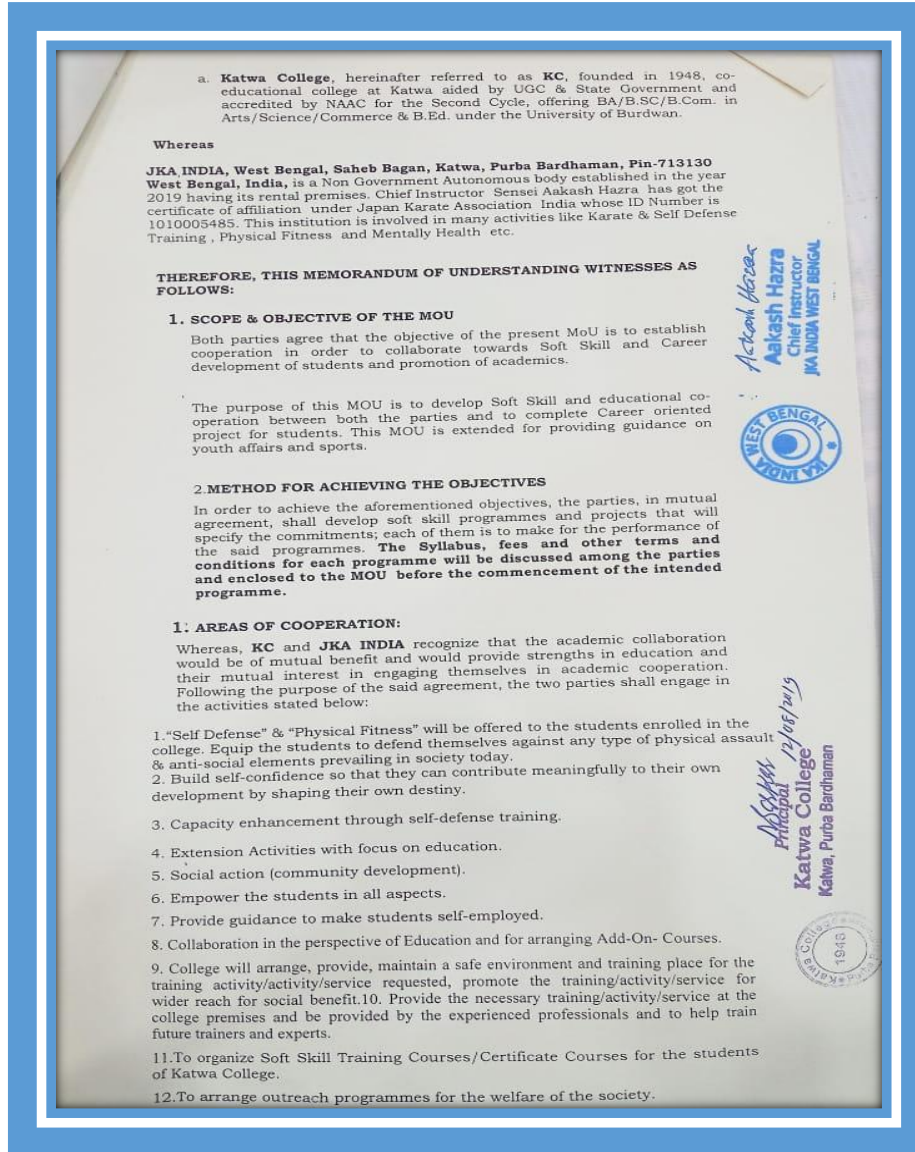 a. Katwa College, hereinafter referred to as KC, founded in 1948, co-
educational college at Katwa aided by UGC & State Government and
accredited by NAAC for the Second Cycle, offering BA/B.SC/B.Com. in
Arts/Science/Commerce & B.Ed. under the University of Burdwan.
Whereas
JKA INDIA, West Bengal, Saheb Bagan, Katwa, Purba Bardhaman, Pin-713130
West Bengal, India, is a Non Government Autonomous body established in the year
2019 having its rental premises. Chief Instructor Sensei Aakash Hazra has got the
certificate of affiliation under Japan Karate Association India whose ID Number is
1010005485. This institution is involved in many activities like Karate & Self Defense
Training , Physical Fitness and Mentally Health etc.
THEREFORE, THIS MEMORANDUM OF UNDERSTANDING WITNESSES AS
FOLLOWS:
1. SCOPE & OBJECTIVE OF THE MOU
Both parties agree that the objective of the present MoU is to establish
cooperation in order to collaborate towards Soft Skill and Career
development of students and promotion of academics.
The purpose of this MOU is to develop Soft Skill and educational co-
operation between both the parties and to complete Career oriented
project for students. This MOU is extended for providing guidance on
youth affairs and sports.
2.METHOD FOR ACHIEVING THE OBJECTIVES
In order to achieve the aforementioned objectives, the parties, in mutual
agreement, shall develop soft skill programmes and projects that will
specify the commitments; each of them is to make for the performance of
the said programmes. The Syllabus, fees and other terms and
conditions for each programme will be discussed among the parties
and enclosed to the MOU before the commencement of the intended
programme.
1. AREAS OF COOPERATION:
Whereas, KC and JKA INDIA recognize that the academic collaboration
would be of mutual benefit and would provide strengths in education and
their mutual interest in engaging themselves in academic cooperation.
Following the purpose of the said agreement, the two parties shall engage in
the activities stated below:
1."Self Defense" & "Physical Fitness" will be offered to the students enrolled in the
college. Equip the students to defend themselves against any type of physical assault
& anti-social elements prevailing in society today.
2. Build self-confidence so that they can contribute meaningfully to their own
development by shaping their own destiny.
3. Capacity enhancement through self-defense training.
4. Extension Activities with focus on education.
5. Social action (community development).
6. Empower the students in all aspects.
7. Provide guidance to make students self-employed.
8. Collaboration in the perspective of Education and for arranging Add-On- Courses.
9. College will arrange, provide, maintain a safe environment and training place for the
training activity/activity/service requested, promote the training/activity/service for
wider reach for social benefit.10. Provide the necessary training/activity/service at the
college premises and be provided by the experienced professionals and to help train
future trainers and experts.
11.To organize Soft Skill Training Courses/Certificate Courses for the students
of Katwa College.
12.To arrange outreach programmes for the welfare of the society.
Aakash Hazra
Aakash Hazra
Chief Instructor
JKA INDIA WEST BENGAL
JKA INDIA WEST BENGAL
12/08/2019
Principal
Katwa College
Katwa, Purba Bardhaman
Katwa College
1948